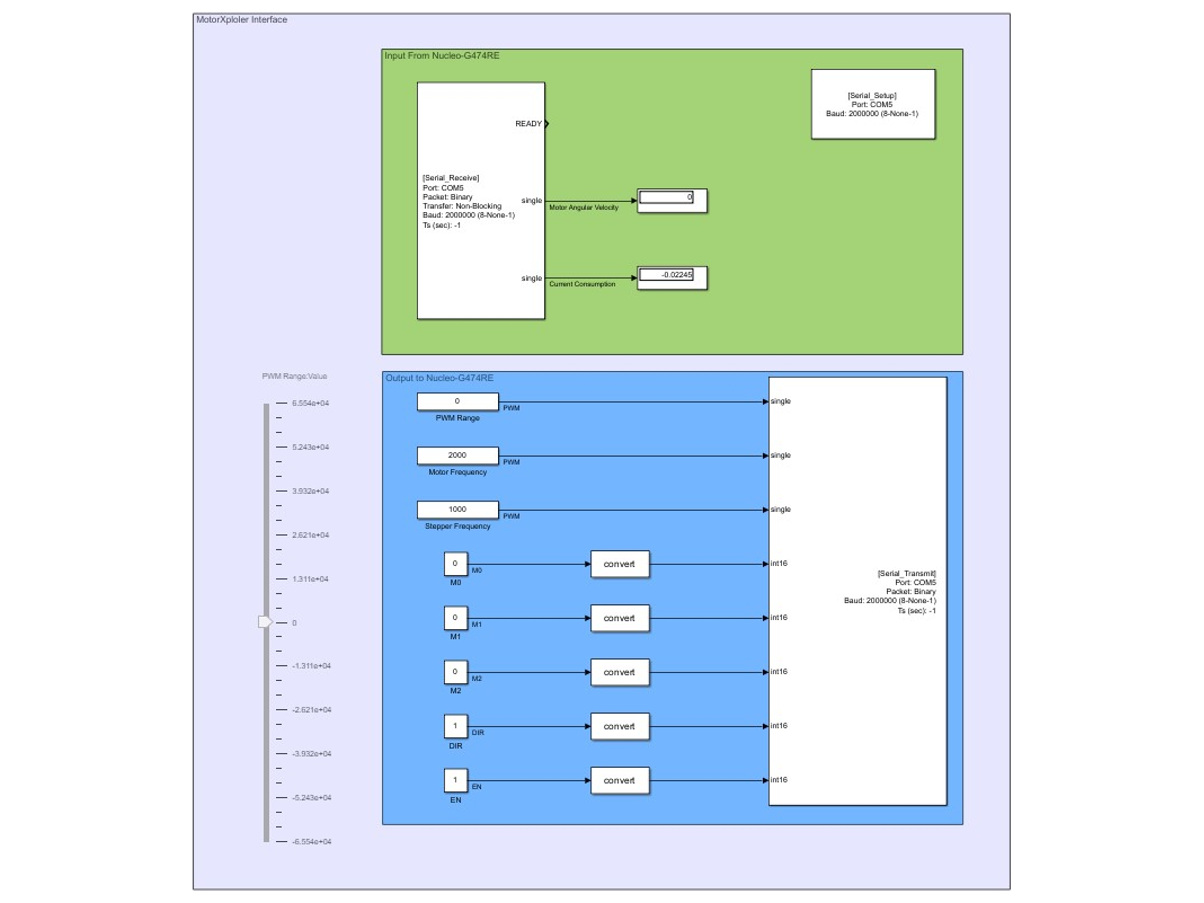 MotorXploler Interface
Input From Nucleo-G474RE
[Serial_Setup]
Port: COM5
Baud: 2000000 (8-None-1)
READY
[Serial_Receive]
Port: COM5
Packet: Binary
Transfer: Non-Blocking
Baud: 2000000 (8-None-1)
Ts (sec): -1
single
Motor Angular Velocity
0
single
Current Consumption
-0.02245
PWM Range:Value
6.554e+04
5.243e+04
3.932e+04
2.621e+04
1.311e+04
0
-1.311e+04
-2.621e+04
-3.932e+04
-5.243e+04
-6.554e+04
Output to Nucleo-G474RE
0
PWM
single
PWM Range
2000
PWM
single
Motor Frequency
1000
PWM
single
Stepper Frequency
0
M0
convert
int16
M0
[Serial_Transmit]
Port: COM5
Packet: Binary
Baud: 2000000 (8-None-1)
Ts (sec): -1
0
M1
convert
int16
M1
0
M2
convert
int16
M2
1
DIR
convert
int16
DIR
1
EN
convert
int16
EN